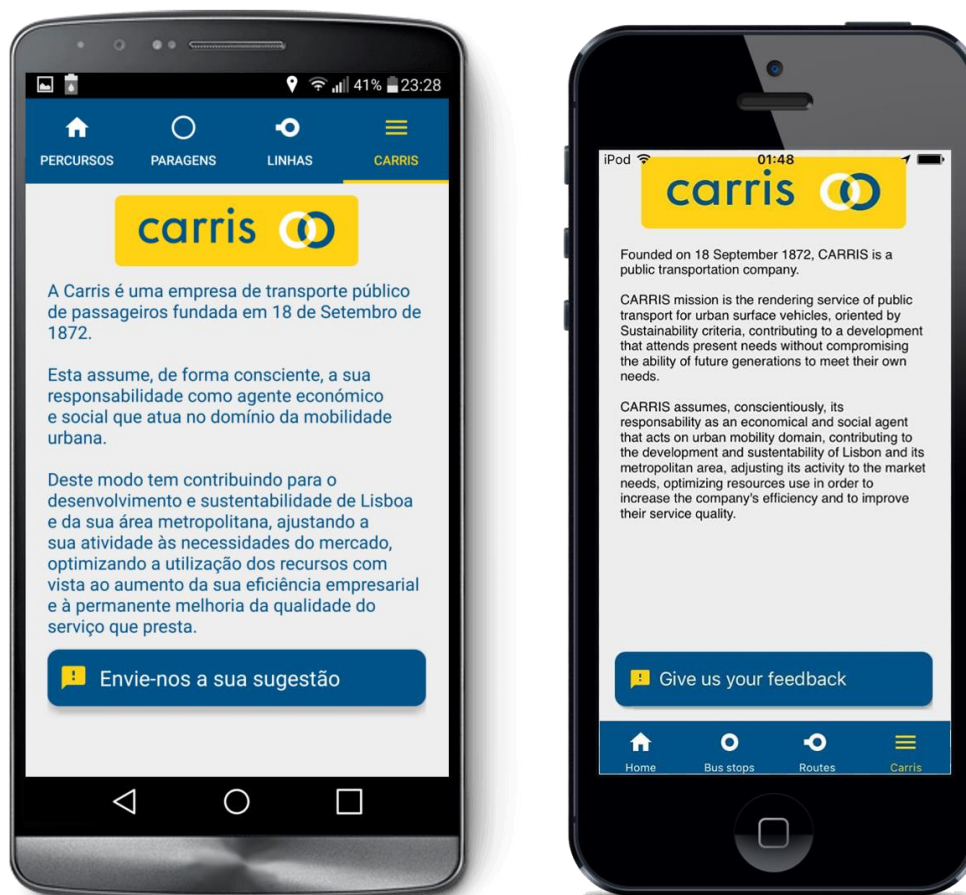 41% 23:28
PERCURSOS PARAGENS LINHAS CARRIS
carris
A Carris é uma empresa de transporte público
de passageiros fundada em 18 de Setembro de
1872.
Esta assume, de forma consciente, a sua
responsabilidade como agente económico
e social que atua no domínio da mobilidade
urbana.
Deste modo tem contribuindo para o
desenvolvimento e sustentabilidade de Lisboa
e da sua área metropolitana, ajustando a
sua atividade às necessidades do mercado,
optimizando a utilização dos recursos com
vista ao aumento da sua eficiência empresarial
e à permanente melhoria da qualidade do
serviço que presta.
Envie-nos a sua sugestão
iPod 01:48
carris
Founded on 18 September 1872, CARRIS is a
public transportation company.
CARRIS mission is the rendering service of public
transport for urban surface vehicles, oriented by
Sustainability criteria, contributing to a development
that attends present needs without compromising
the ability of future generations to meet their own
needs.
CARRIS assumes, conscientiously, its
responsability as an economical and social agent
that acts on urban mobility domain, contributing to
the development and sustentability of Lisbon and its
metropolitan area, adjusting its activity to the market
needs, optimizing resources use in order to
increase the company's efficiency and to improve
their service quality.
Give us your feedback
Home Bus stops Routes Carris